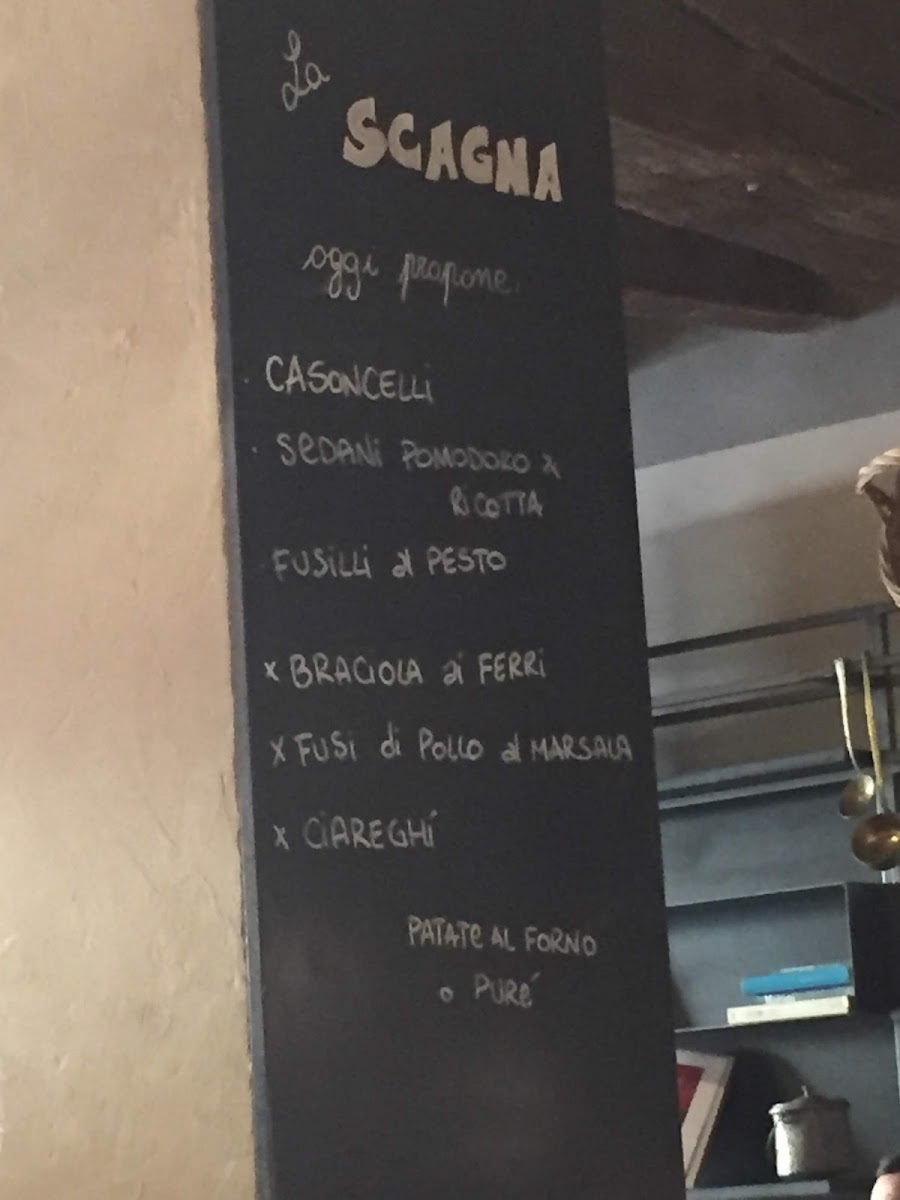 La
SCAGNA
oggi propone.
· CASONCELLi
· SeDANi POMODORO &
RiCOTTA
FUSiLLi al PESTO
x BRACiOLA ai FERRi
x FUSi di POLLO al MARSALA
x CiAREGHí
PATATe AL FORNO
o PURé